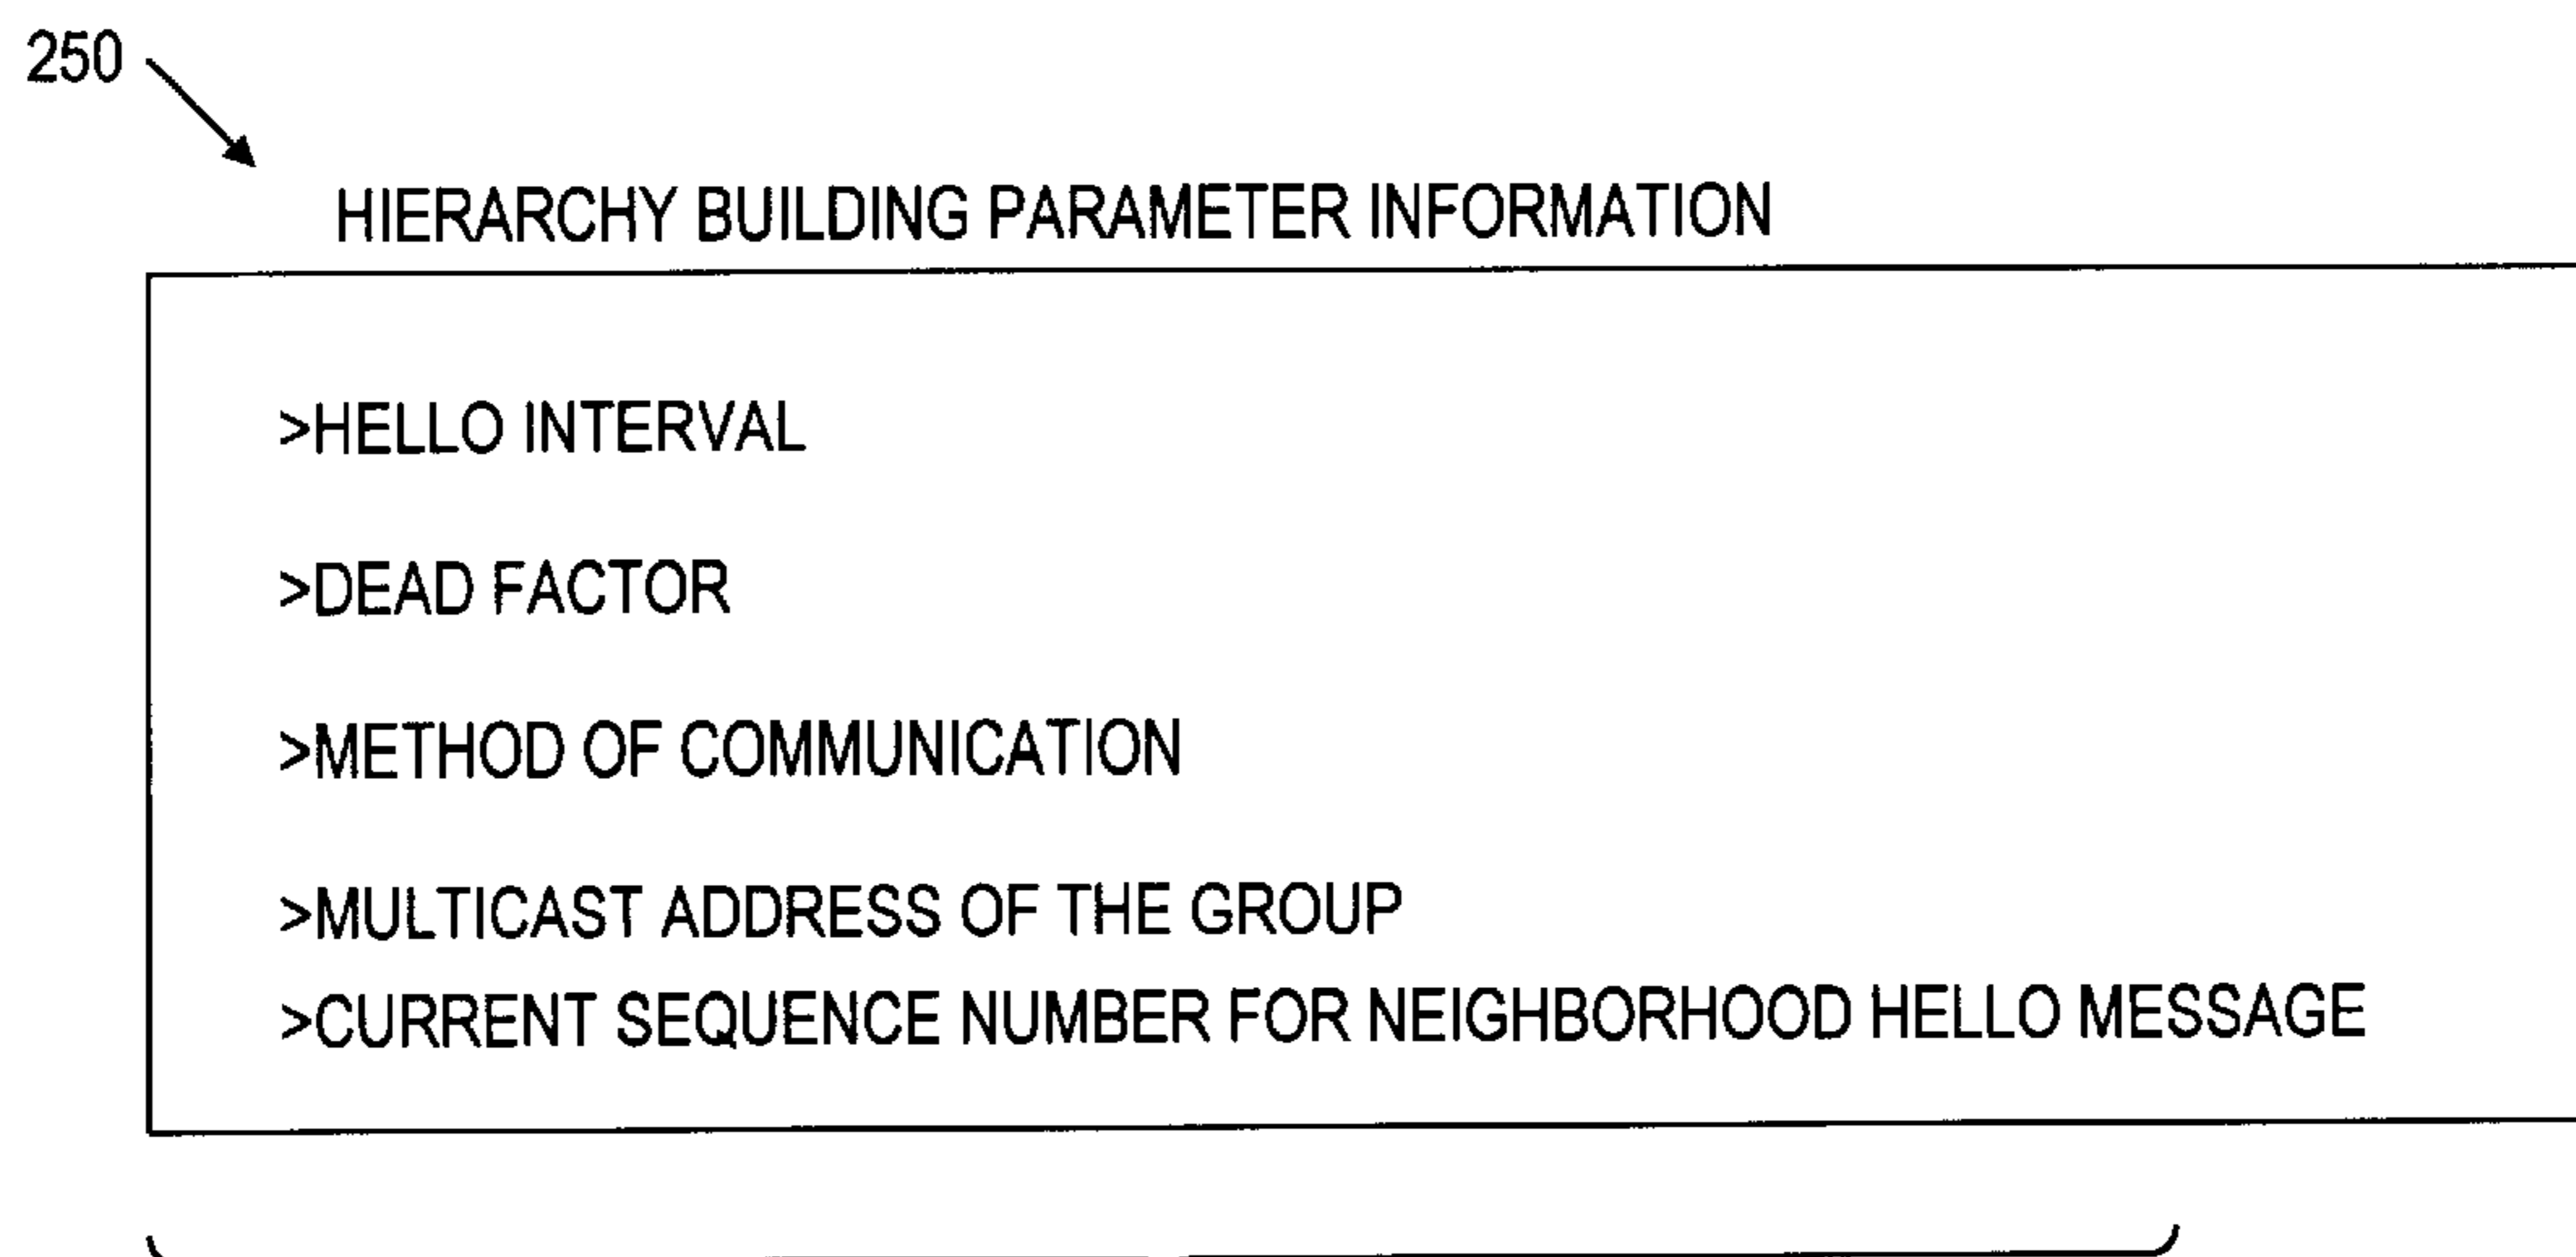 250
HIERARCHY BUILDING PARAMETER INFORMATION
>HELLO INTERVAL
>DEAD FACTOR
>METHOD OF COMMUNICATION
>MULTICAST ADDRESS OF THE GROUP
>CURRENT SEQUENCE NUMBER FOR NEIGHBORHOOD HELLO MESSAGE